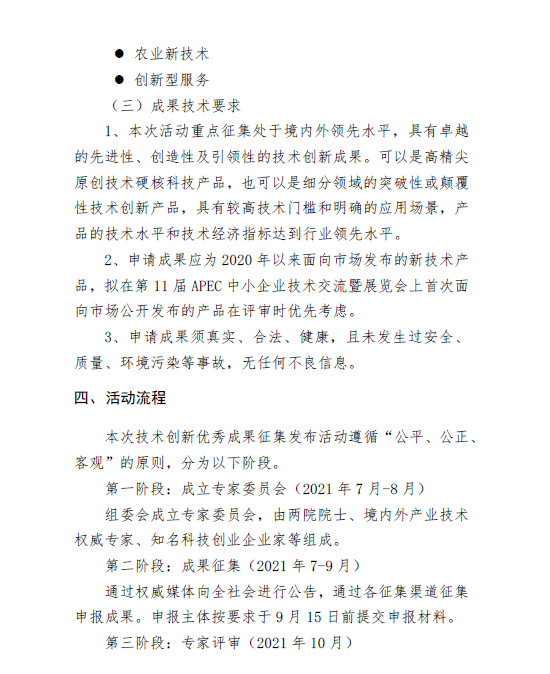 ● 农业新技术
● 创新型服务
（三）成果技术要求
1、本次活动重点征集处于境内外领先水平，具有卓越
的先进性、创造性及引领性的技术创新成果。可以是高精尖
原创技术硬核科技产品，也可以是细分领域的突破性或颠覆
性技术创新产品，具有较高技术门槛和明确的应用场景，产
品的技术水平和技术经济指标达到行业领先水平。
2、申请成果应为 2020 年以来面向市场发布的新技术产
品，拟在第 11 届 APEC 中小企业技术交流暨展览会上首次面
向市场公开发布的产品在评审时优先考虑。
3、申请成果须真实、合法、健康，且未发生过安全、
质量、环境污染等事故，无任何不良信息。
四、活动流程
本次技术创新优秀成果征集发布活动遵循“公平、公正、
客观”的原则，分为以下阶段。
第一阶段：成立专家委员会（2021 年 7 月-8 月）
组委会成立专家委员会，由两院院士、境内外产业技术
权威专家、知名科技创业企业家等组成。
第二阶段：成果征集（2021 年 7-9 月）
通过权威媒体向全社会进行公告，通过各征集渠道征集
申报成果。申报主体按要求于 9 月 15 日前提交申报材料。
第三阶段：专家评审（2021 年 10 月）